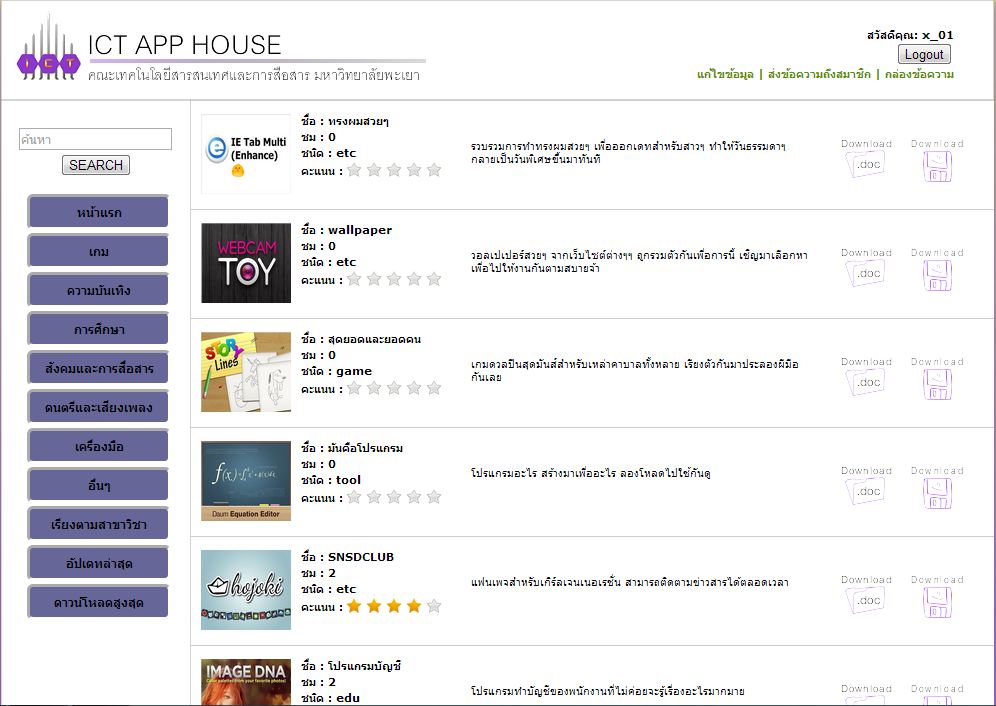 ICT
ICT APP HOUSE
คณะเทคโนโลยีสารสนเทศและการสื่อสาร มหาวิทยาลัยพะเยา
สวัสดีคุณ: x_01
Logout
แก้ไขข้อมูล | ส่งข้อความถึงสมาชิก | กล่องข้อความ
ค้นหา
SEARCH
หน้าแรก
เกม
ความบันเทิง
การศึกษา
สังคมและการสื่อสาร
ดนตรีและเสียงเพลง
เครื่องมือ
อื่นๆ
เรียงตามสาขาวิชา
อัปเดทล่าสุด
ดาวน์โหลดสูงสุด
IE Tab Multi
(Enhance)
ชื่อ : ทรงผมสวยๆ
ชม : 0
ชนิด : etc
คะแนน :
รวบรวมการทำทรงผมสวยๆ เพื่อออกเดทสำหรับสาวๆ ทำให้วันธรรมดาๆ
กลายเป็นวันพิเศษขึ้นมาทันที
Download Download
.doc
WEBCAM
TOY
ชื่อ : wallpaper
ชม : 0
ชนิด : etc
คะแนน :
วอลเปเปอร์สวยๆ จากเว็บไซต์ต่างๆๆ ถูกรวมตัวกันเพื่อการนี้ เชิญมาเลือกหา
เพื่อไปให้งานกันตามสบายจ้า
Download Download
.doc
STORY
Lines
ชื่อ : สุดยอดและยอดคน
ชม : 0
ชนิด : game
คะแนน :
เกมดวลปืนสุดมันส์สำหรับเหล่าคาบาลทั้งหลาย เรียงตัวกันมาประลองฝีมือ
กันเลย
Download Download
.doc
Daum Equation Editor
ชื่อ : มันคือโปรแกรม
ชม : 0
ชนิด : tool
คะแนน :
โปรแกรมอะไร สร้างมาเพื่ออะไร ลองโหลดไปใช้กันดู
Download Download
.doc
hojoki
ชื่อ : SNSDCLUB
ชม : 2
ชนิด : etc
คะแนน :
แฟนเพจสำหรับเกิร์ลเจนเนอเรชั่น สามารถติดตามข่าวสารได้ตลอดเวลา
Download Download
.doc
IMAGE DNA
ชื่อ : โปรแกรมบัญชี
ชม : 2
ชนิด : edu
โปรแกรมทำบัญชีของพนักงานที่ไม่ค่อยจะรู้เรื่องอะไรมากมาย
Download Download